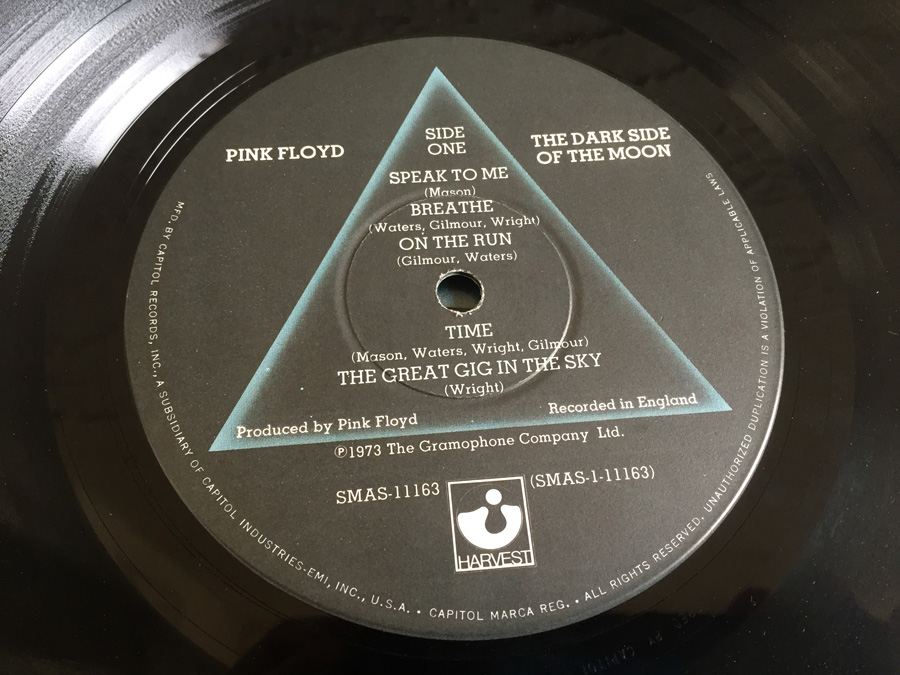 SIDE
ONE
PINK FLOYD
THE DARK SIDE
OF THE MOON
SPEAK TO ME
(Mason)
BREATHE
(Waters, Gilmour, Wright)
ON THE RUN
(Gilmour, Waters)
TIME
(Mason, Waters, Wright, Gilmour)
THE GREAT GIG IN THE SKY
(Wright)
Produced by Pink Floyd
Recorded in England
℗1973 The Gramophone Company Ltd.
SMAS-11163
(SMAS-1-11163)
HARVEST
MFD. BY CAPITOL RECORDS, INC., A SUBSIDIARY OF CAPITOL INDUSTRIES-EMI, INC., U.S.A. • CAPITOL MARCA REG. • ALL RIGHTS RESERVED. UNAUTHORIZED DUPLICATION IS A VIOLATION OF APPLICABLE LAWS